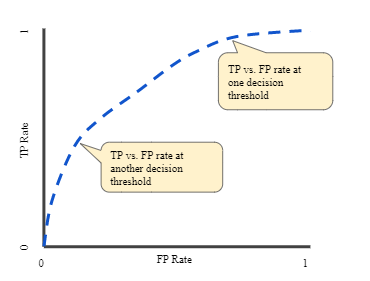 1
TP vs. FP rate at
one decision
threshold
TP Rate
TP vs. FP rate at
another decision
threshold
0
0
FP Rate
1